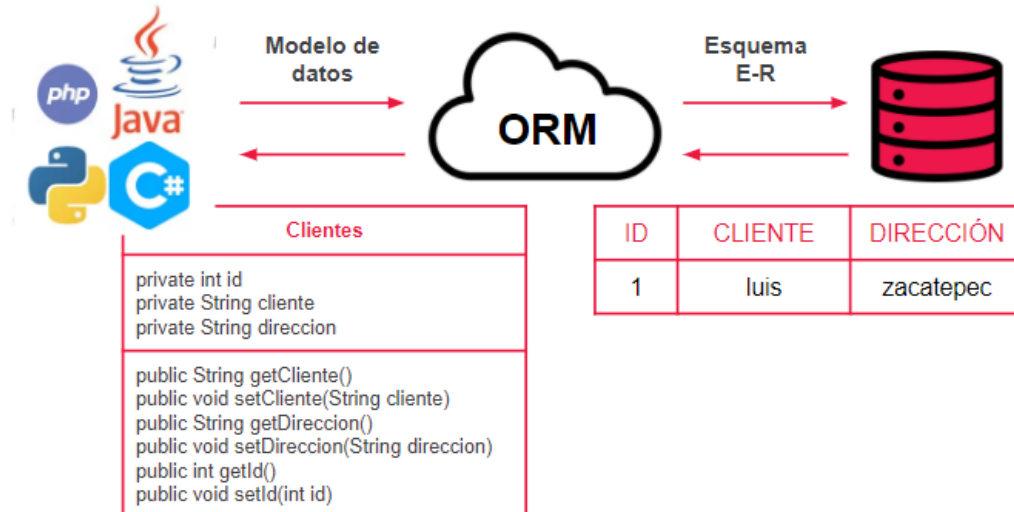 php
Java
C#
Modelo de
datos
ORM
Esquema
E-R
Clientes
private int id
private String cliente
private String direccion
public String getCliente()
public void setCliente(String cliente)
public String getDireccion()
public void setDireccion(String direccion)
public int getId()
public void setId(int id)
ID CLIENTE DIRECCIÓN
1 luis zacatepec